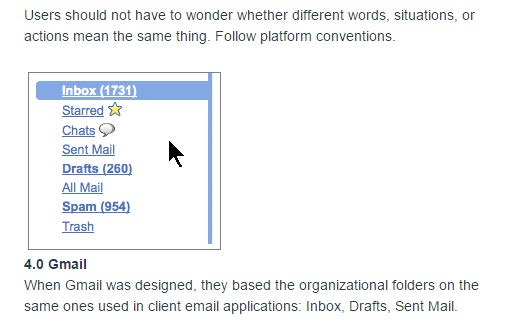 Users should not have to wonder whether different words, situations, or
actions mean the same thing. Follow platform conventions.
Inbox (1731)
Starred
Chats
Sent Mail
Drafts (260)
All Mail
Spam (954)
Trash
4.0 Gmail
When Gmail was designed, they based the organizational folders on the
same ones used in client email applications: Inbox, Drafts, Sent Mail.